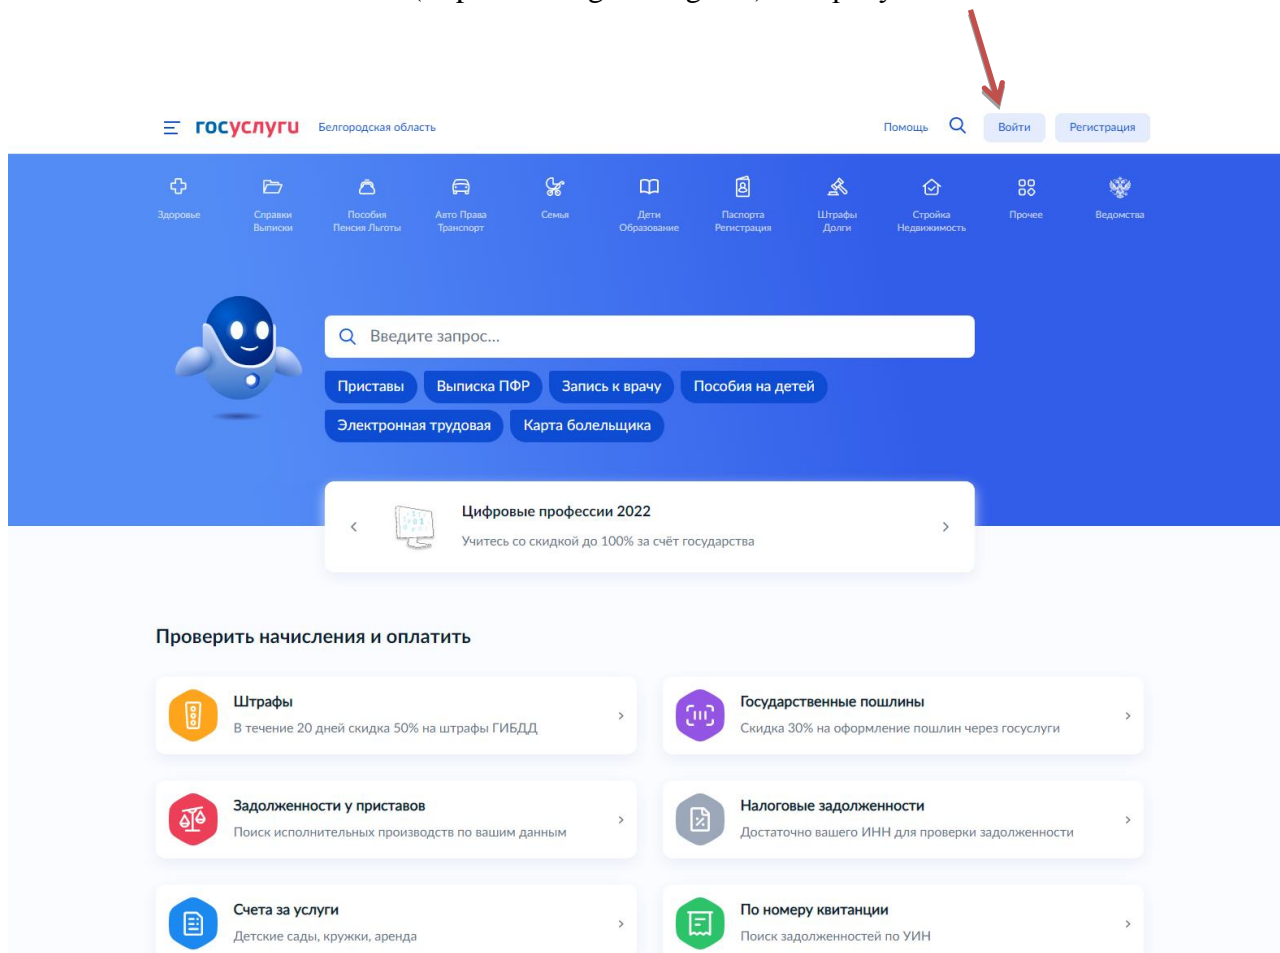 госуслуги Белгородская область Помощь Войти Регистрация
Здоровье
Справки
Выписки
Пособия
Пенсия Льготы
Авто Права
Транспорт
Семья
Дети
Образование
Паспорта
Регистрация
Штрафы
Долги
Стройка
Недвижимость
Прочее
Ведомства
Введите запрос...
Приставы Выписка ПФР Запись к врачу Пособия на детей
Электронная трудовая Карта болельщика
Цифровые профессии 2022
Учитесь со скидкой до 100% за счёт государства
Проверить начисления и оплатить
Штрафы
В течение 20 дней скидка 50% на штрафы ГИБДД
Государственные пошлины
Скидка 30% на оформление пошлин через госуслуги
Задолженности у приставов
Поиск исполнительных производств по вашим данным
Налоговые задолженности
Достаточно вашего ИНН для проверки задолженности
Счета за услуги
Детские сады, кружки, аренда
По номеру квитанции
Поиск задолженностей по УИН